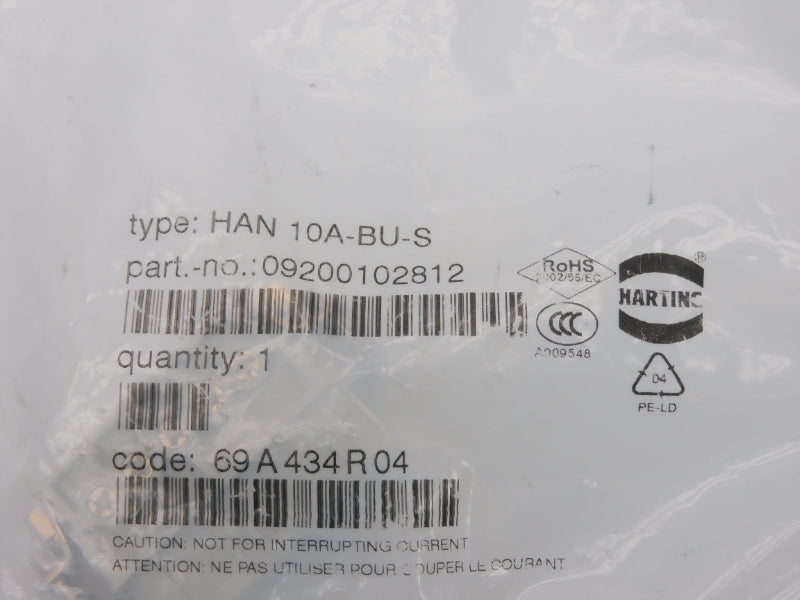 type: HAN 10A-BU-S
part.-no.: 09200102812
RoHS
2002/95/EC
HARTING
®
CCC
A009548
quantity: 1
04
PE-LD
code: 69 A 434 R 04
CAUTION: NOT FOR INTERRUPTING CURRENT
ATTENTION: NE PAS UTILISER POUR COUPER LE COURANT